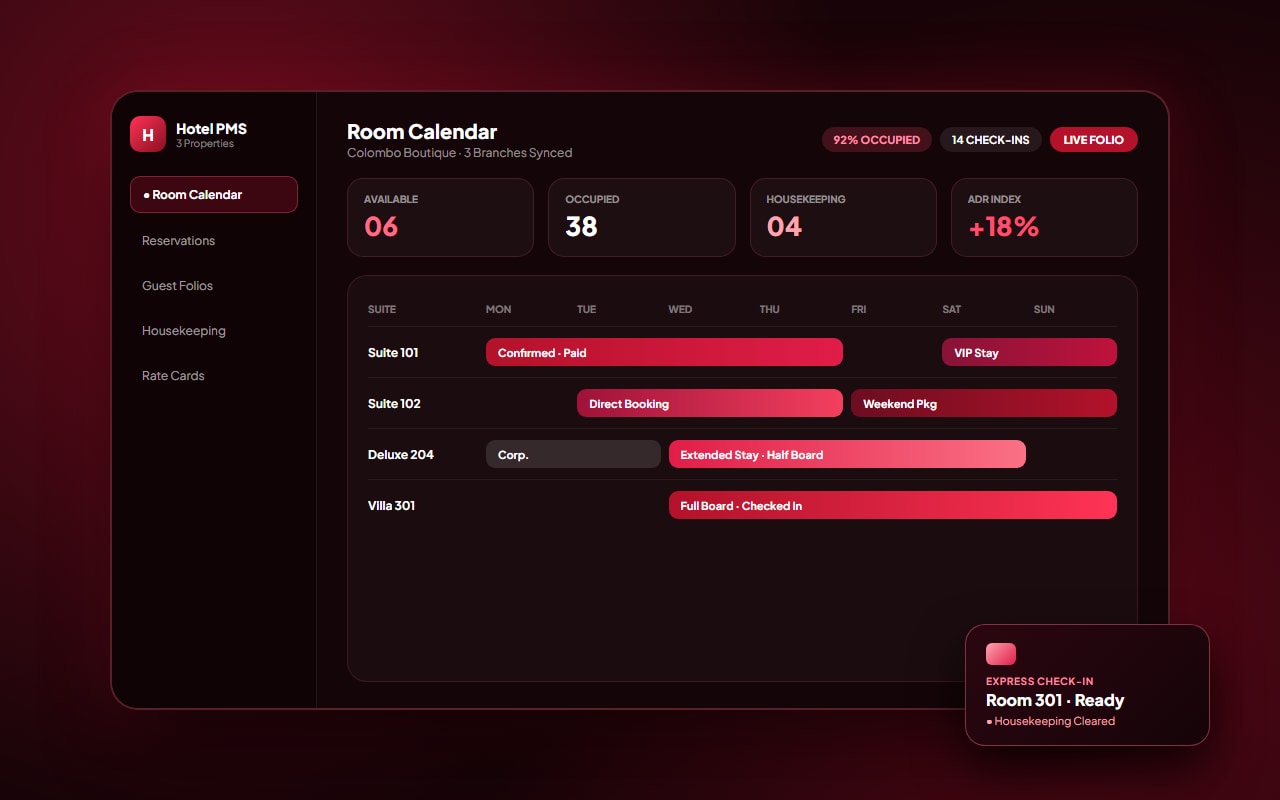 H
Hotel PMS
3 Properties
• Room Calendar
Reservations
Guest Folios
Housekeeping
Rate Cards
Room Calendar
Colombo Boutique · 3 Branches Synced
92% OCCUPIED
14 CHECK-INS
LIVE FOLIO
AVAILABLE
06
OCCUPIED
38
HOUSEKEEPING
04
ADR INDEX
+18%
SUITE MON TUE WED THU FRI SAT SUN
Suite 101 Confirmed · Paid VIP Stay
Suite 102 Direct Booking Weekend Pkg
Deluxe 204 Corp. Extended Stay · Half Board
Villa 301 Full Board · Checked In
EXPRESS CHECK-IN
Room 301 · Ready
• Housekeeping Cleared